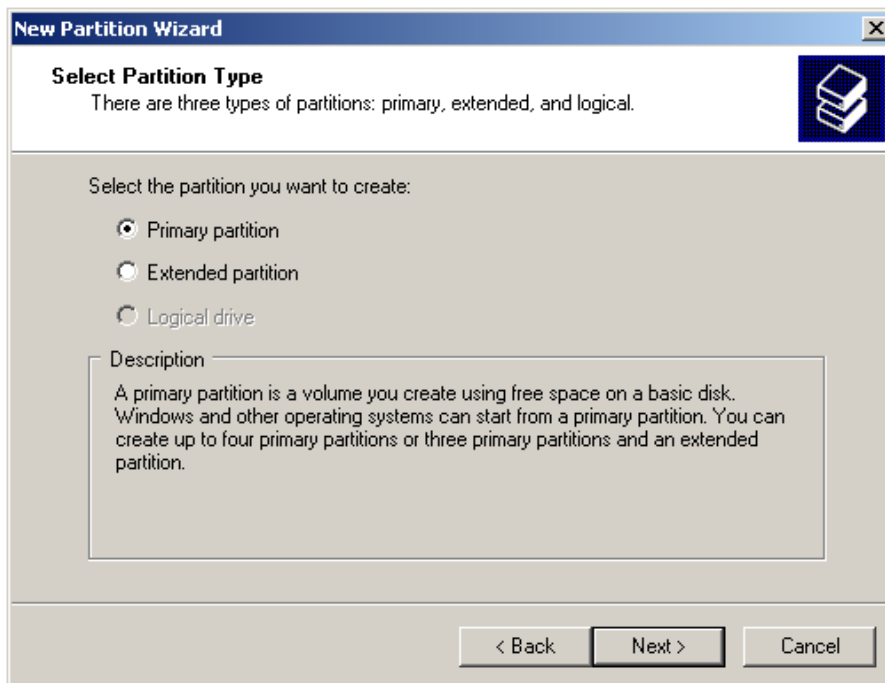 New Partition Wizard
Select Partition Type
There are three types of partitions: primary, extended, and logical.
Select the partition you want to create:
Primary partition
Extended partition
Logical drive
Description
A primary partition is a volume you create using free space on a basic disk.
Windows and other operating systems can start from a primary partition. You can
create up to four primary partitions or three primary partitions and an extended
partition.
< Back
Next >
Cancel